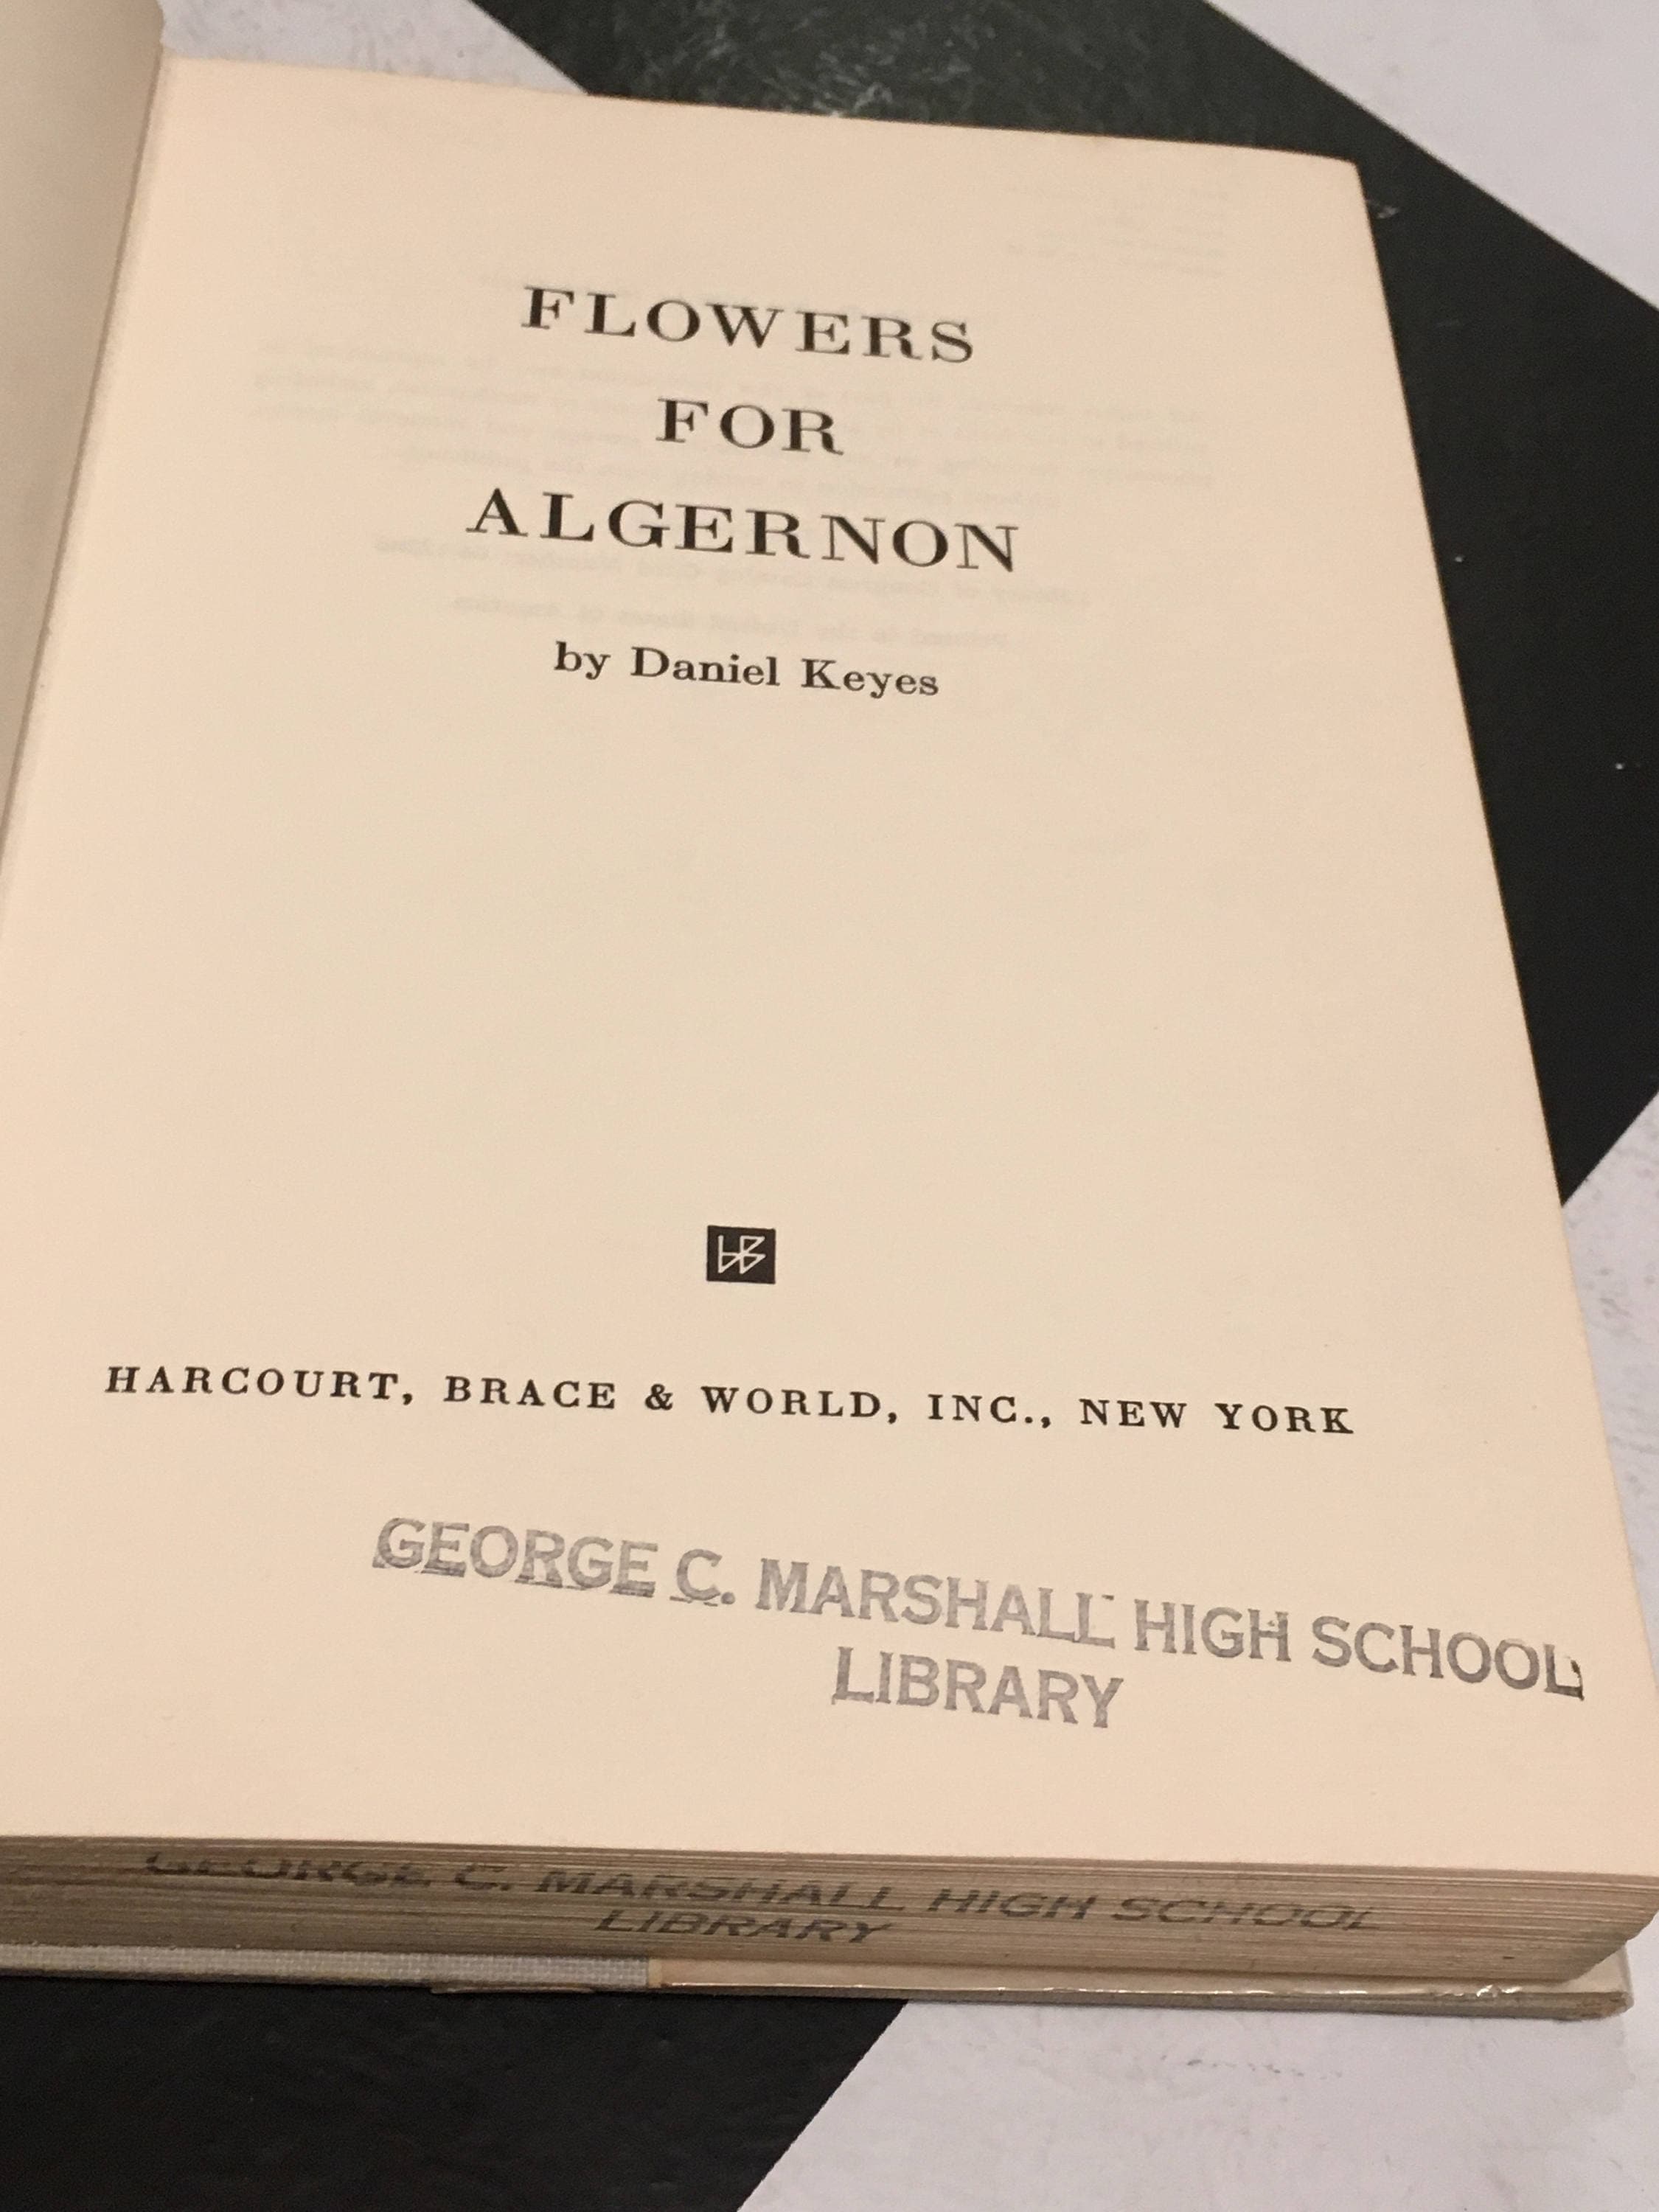 FLOWERS
FOR
ALGERNON
by Daniel Keyes
HARCOURT, BRACE & WORLD, INC., NEW YORK
GEORGE C. MARSHALL HIGH SCHOOL
LIBRARY
GEORGE C. MARSHALL HIGH SCHOOL
LIBRARY